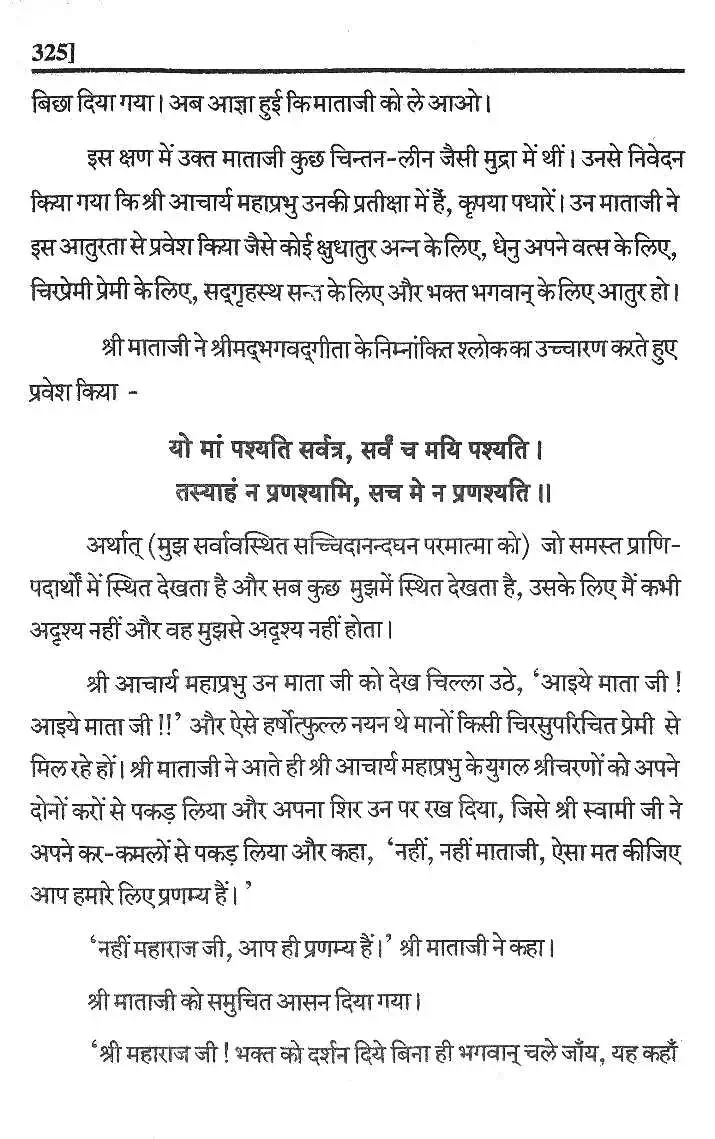 325]
बिछा दिया गया। अब आज्ञा हुई कि माताजी को ले आओ।
इस क्षण में उक्त माताजी कुछ चिन्तन-लीन जैसी मुद्रा में थीं। उनसे निवेदन
किया गया कि श्री आचार्य महाप्रभु उनकी प्रतीक्षा में हैं, कृपया पधारें। उन माताजी ने
इस आतुरता से प्रवेश किया जैसे कोई क्षुधातुर अन्न के लिए, धेनु अपने वत्स के लिए,
चिरप्रेमी प्रेमी के लिए, सद्गृहस्थ सन्त के लिए और भक्त भगवान् के लिए आतुर हो।
श्री माताजी ने श्रीमद्भगवद्गीता के निम्नांकित श्लोक का उच्चारण करते हुए
प्रवेश किया -
यो मां पश्यति सर्वत्र, सर्वं च मयि पश्यति।
तस्याहं न प्रणश्यामि, सच मे न प्रणश्यति॥
अर्थात् (मुझ सर्वावस्थित सच्चिदानन्दघन परमात्मा को) जो समस्त प्राणि-
पदार्थों में स्थित देखता है और सब कुछ मुझमें स्थित देखता है, उसके लिए मैं कभी
अदृश्य नहीं और वह मुझसे अदृश्य नहीं होता।
श्री आचार्य महाप्रभु उन माता जी को देख चिल्ला उठे, ‘आइये माता जी !
आइये माता जी !!’ और ऐसे हर्षोत्फुल्ल नयन थे मानों किसी चिरसुपरिचित प्रेमी से
मिल रहे हों। श्री माताजी ने आते ही श्री आचार्य महाप्रभु के युगल श्रीचरणों को अपने
दोनों करों से पकड़ लिया और अपना शिर उन पर रख दिया, जिसे श्री स्वामी जी ने
अपने कर-कमलों से पकड़ लिया और कहा, ‘नहीं, नहीं माताजी, ऐसा मत कीजिए
आप हमारे लिए प्रणम्य हैं।’
‘नहीं महाराज जी, आप ही प्रणम्य हैं।’ श्री माताजी ने कहा।
श्री माताजी को समुचित आसन दिया गया।
‘श्री महाराज जी ! भक्त को दर्शन दिये बिना ही भगवान् चले जाँय, यह कहाँ